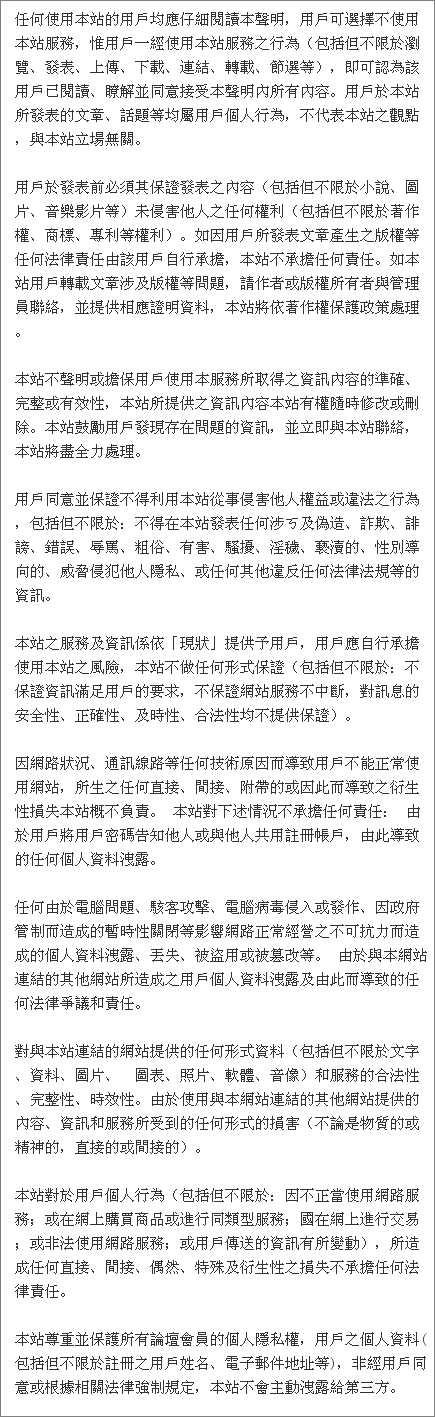 任何使用本站的用戶均應仔細閱讀本聲明，用戶可選擇不使用
本站服務，惟用戶一經使用本站服務之行為（包括但不限於瀏
覽、發表、上傳、下載、連結、轉載、節選等），即可認為該
用戶已閱讀、瞭解並同意接受本聲明內所有內容。用戶於本站
所發表的文章、話題等均屬用戶個人行為，不代表本站之觀點
，與本站立場無關。
用戶於發表前必須其保證發表之內容（包括但不限於小說、圖
片、音樂影片等）未侵害他人之任何權利（包括但不限於著作
權、商標、專利等權利）。如因用戶所發表文章產生之版權等
任何法律責任由該用戶自行承擔，本站不承擔任何責任。如本
站用戶轉載文章涉及版權等問題，請作者或版權所有者與管理
員聯絡，並提供相應證明資料，本站將依著作權保護政策處理
。
本站不聲明或擔保用戶使用本服務所取得之資訊內容的準確、
完整或有效性，本站所提供之資訊內容本站有權隨時修改或刪
除。本站鼓勵用戶發現存在問題的資訊，並立即與本站聯絡，
本站將盡全力處理。
用戶同意並保證不得利用本站從事侵害他人權益或違法之行為
，包括但不限於：不得在本站發表任何涉ㄎ及偽造、詐欺、誹
謗、錯誤、辱罵、粗俗、有害、騷擾、淫穢、褻瀆的、性別導
向的、威脅侵犯他人隱私、或任何其他違反任何法律法規等的
資訊。
本站之服務及資訊係依「現狀」提供予用戶，用戶應自行承擔
使用本站之風險，本站不做任何形式保證（包括但不限於：不
保證資訊滿足用戶的要求，不保證網站服務不中斷，對訊息的
安全性、正確性、及時性、合法性均不提供保證）。
因網路狀況、通訊線路等任何技術原因而導致用戶不能正常使
用網站，所生之任何直接、間接、附帶的或因此而導致之衍生
性損失本站概不負責。 本站對下述情況不承擔任何責任： 由
於用戶將用戶密碼告知他人或與他人共用註冊帳戶，由此導致
的任何個人資料洩露。
任何由於電腦問題、駭客攻擊、電腦病毒侵入或發作、因政府
管制而造成的暫時性關閉等影響網路正常經營之不可抗力而造
成的個人資料洩露、丟失、被盜用或被篡改等。 由於與本網站
連結的其他網站所造成之用戶個人資料洩露及由此而導致的任
何法律爭議和責任。
對與本站連結的網站提供的任何形式資料（包括但不限於文字
、資料、圖片、　圖表、照片、軟體、音像）和服務的合法性
、完整性、時效性。由於使用與本網站連結的其他網站提供的
內容、資訊和服務所受到的任何形式的損害（不論是物質的或
精神的，直接的或間接的）。
本站對於用戶個人行為（包括但不限於：因不正當使用網路服
務；或在網上購買商品或進行同類型服務；國在網上進行交易
；或非法使用網路服務；或用戶傳送的資訊有所變動），所造
成任何直接、間接、偶然、特殊及衍生性之損失不承擔任何法
律責任。
本站尊重並保護所有論壇會員的個人隱私權，用戶之個人資料(
包括但不限於註冊之用戶姓名、電子郵件地址等)，非經用戶同
意或根據相關法律強制規定，本站不會主動洩露給第三方。